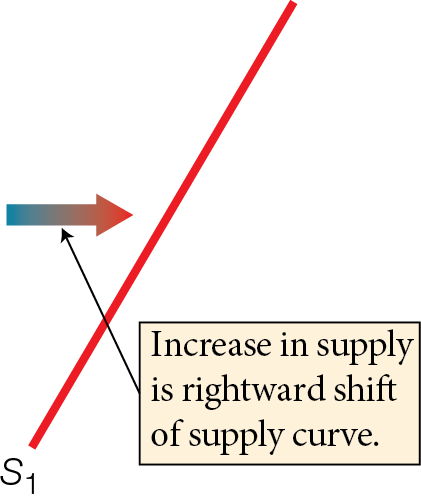 Increase in supply
is rightward shift
of supply curve.
S1